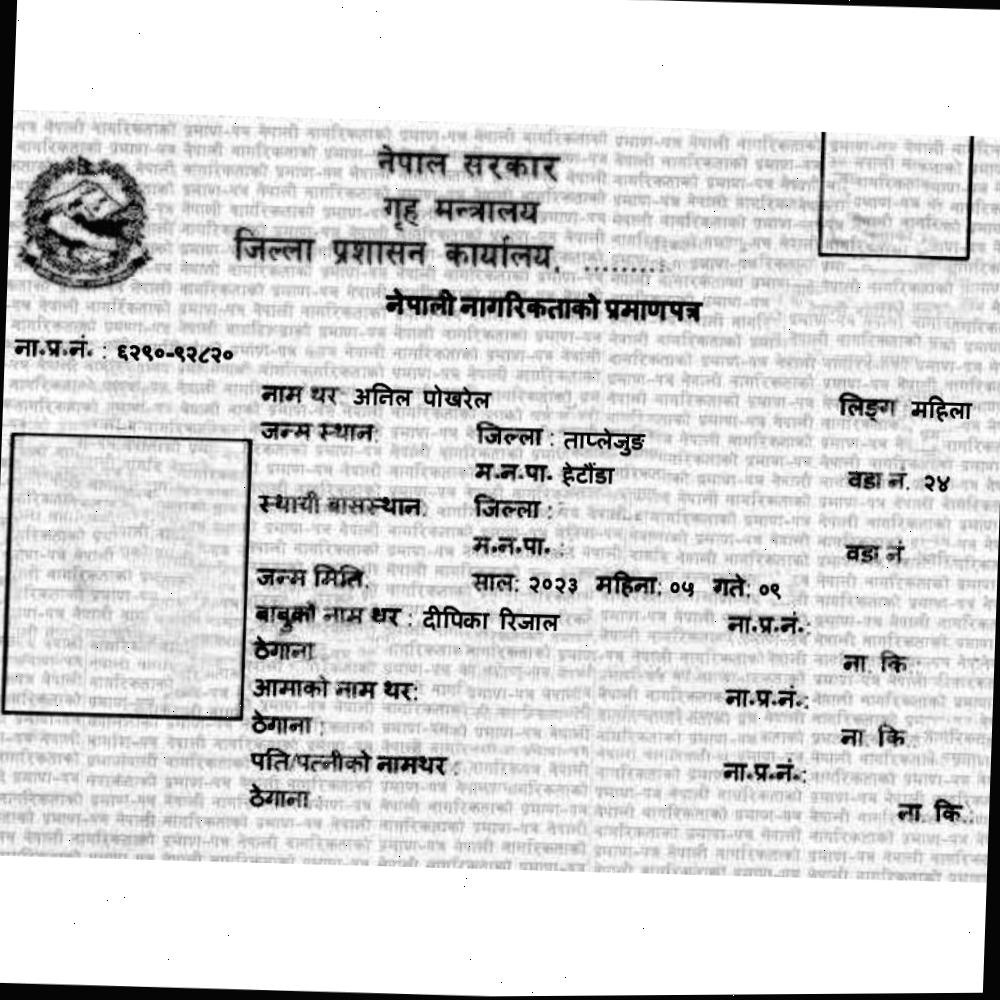 नेपाल सरकार
गृह मन्त्रालय
जिल्ला प्रशासन कार्यालय, .........
नेपाली नागरिकताको प्रमाणपत्र
ना.प्र.नं. : ६२९०-९२८२०
नाम थर: अनिल पोखरेल लिङ्ग : महिला
जन्म स्थान: जिल्ला : ताप्लेजुङ
म.न.पा. हेटौंडा वडा नं. २४
स्थायी बासस्थान: जिल्ला :
म.न.पा. : वडा नं
जन्म मिति: साल: २०२३ महिना: ०५ गते: ०९
बाबुको नाम थर : दीपिका रिजाल ना.प्र.नं.:
ठेगाना : ना. कि.:
आमाको नाम थर: ना.प्र.नं.:
ठेगाना : ना. कि.:
पति/पत्नीको नामथर : ना.प्र.नं.:
ठेगाना : ना. कि.: